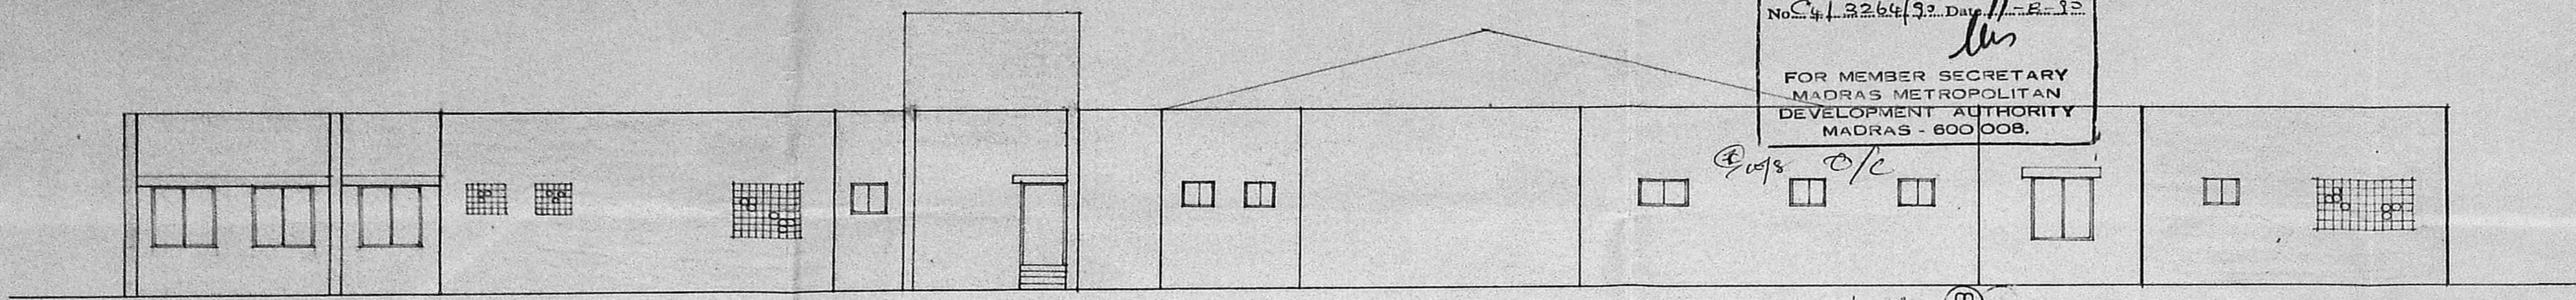 No C4/3264/90 Date 11-8-90
FOR MEMBER SECRETARY
MADRAS METROPOLITAN
DEVELOPMENT AUTHORITY
MADRAS - 600 008.
O/C